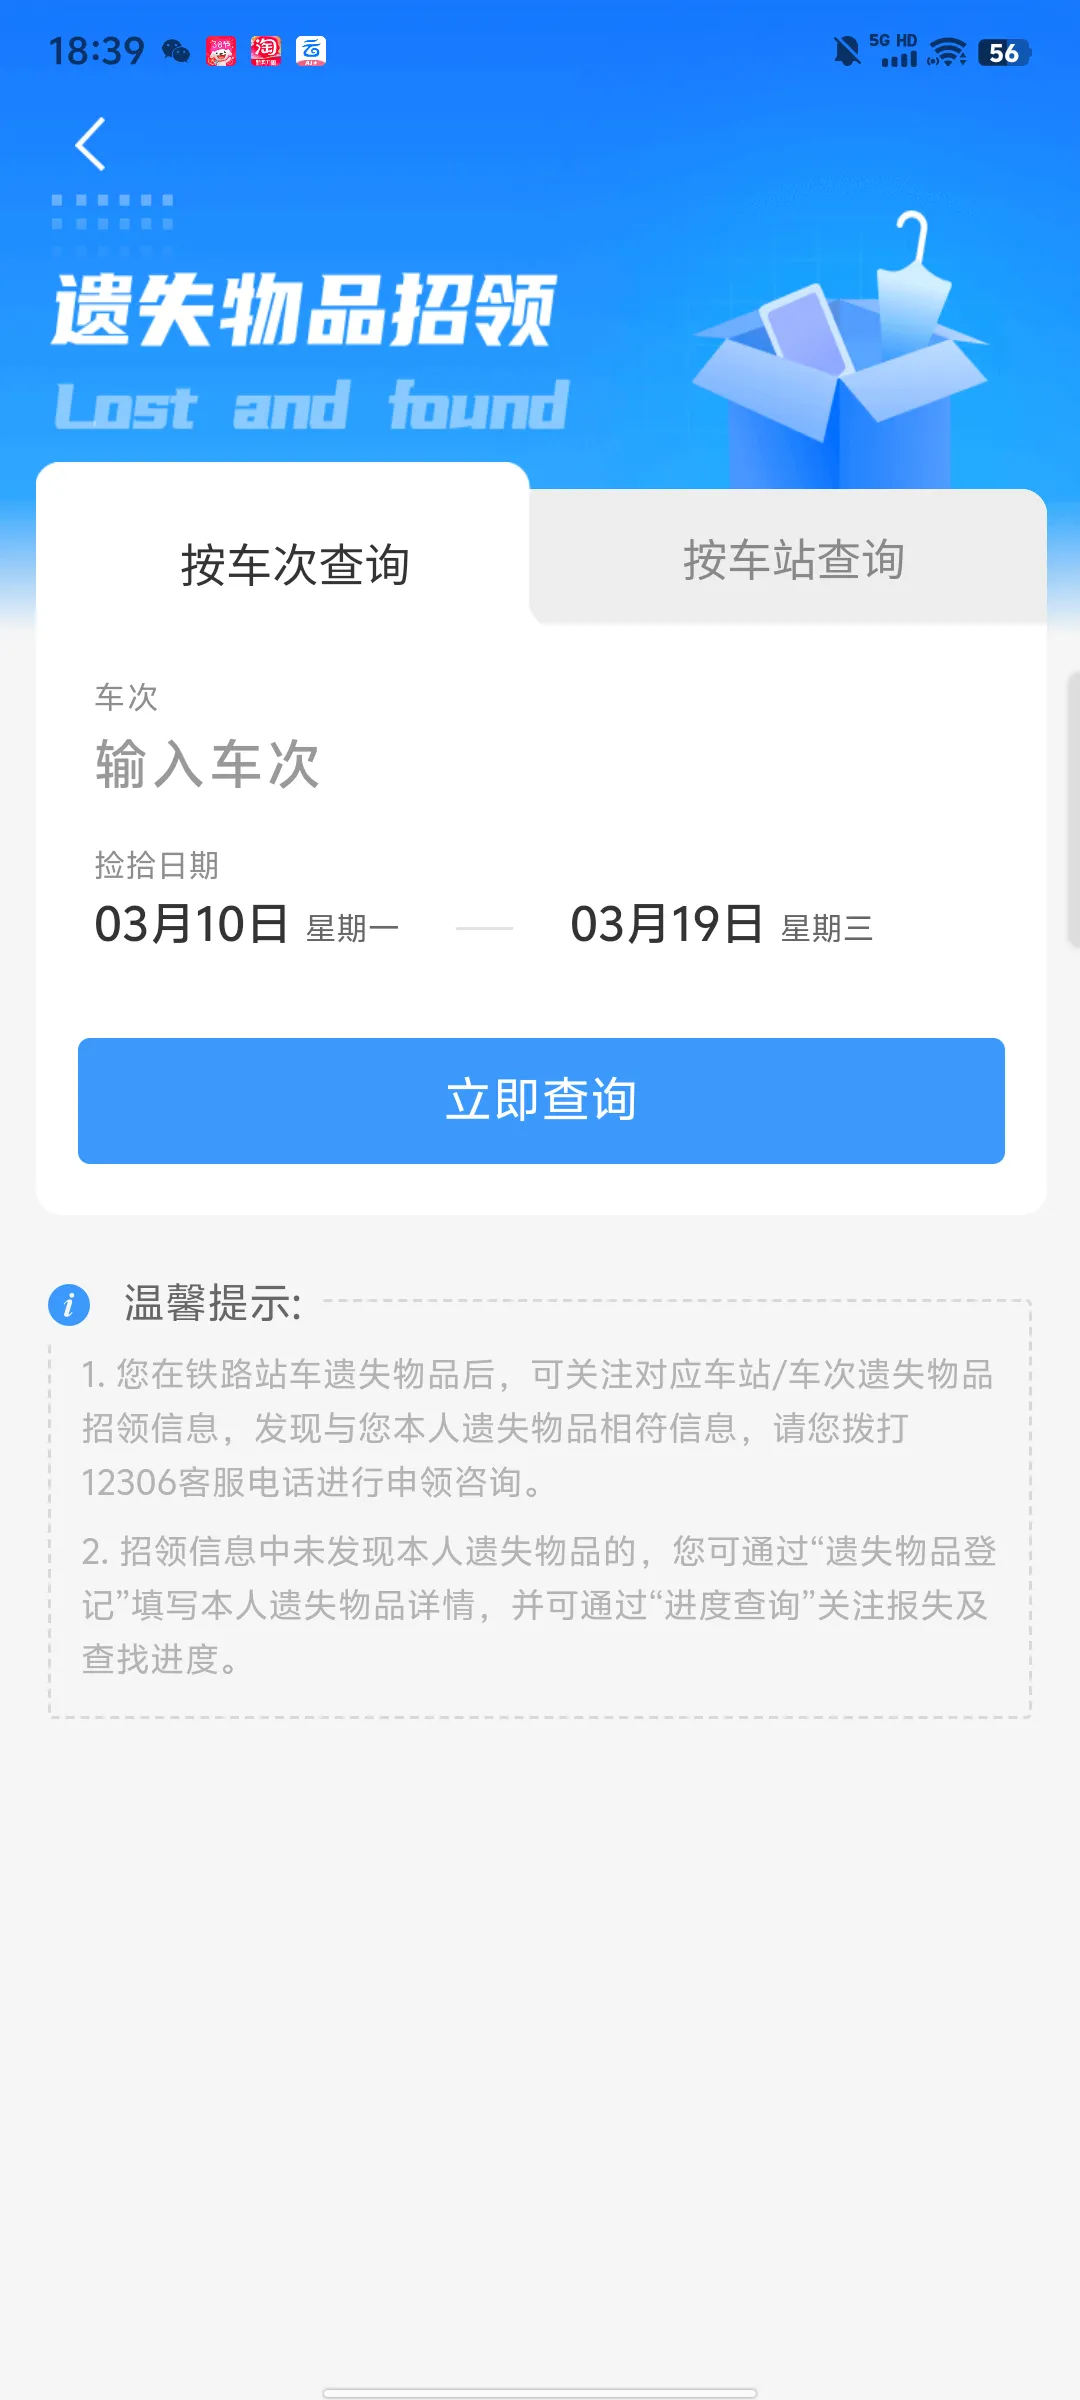 18:39
5G HD
56
遗失物品招领
Lost and found
按车次查询
按车站查询
车次
输入车次
捡拾日期
03月10日 星期一 — 03月19日 星期三
立即查询
温馨提示:
1. 您在铁路站车遗失物品后，可关注对应车站/车次遗失物品
招领信息，发现与您本人遗失物品相符信息，请您拨打
12306客服电话进行申领咨询。
2. 招领信息中未发现本人遗失物品的，您可通过“遗失物品登
记”填写本人遗失物品详情，并可通过“进度查询”关注报失及
查找进度。